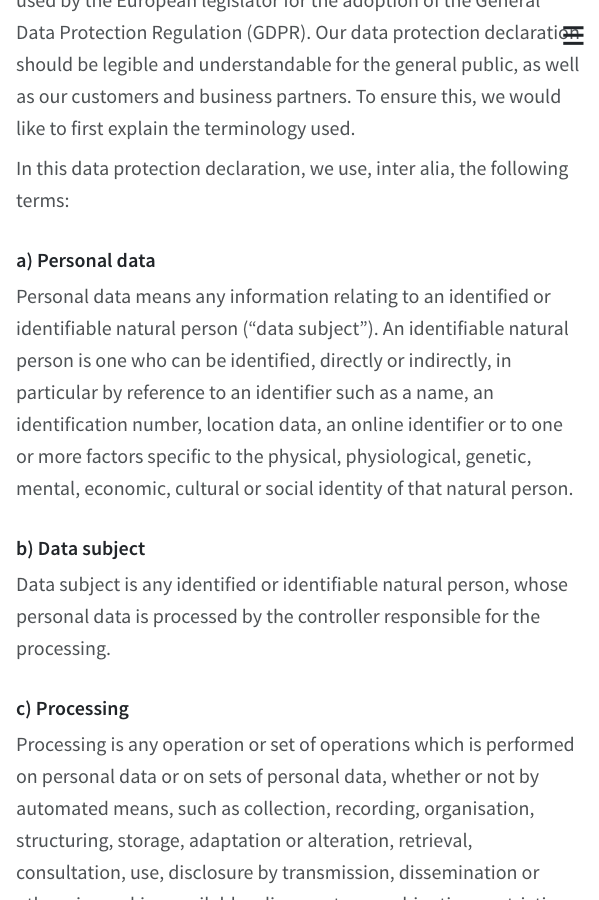 used by the European legislator for the adoption of the General
Data Protection Regulation (GDPR). Our data protection declaration
should be legible and understandable for the general public, as well
as our customers and business partners. To ensure this, we would
like to first explain the terminology used.
In this data protection declaration, we use, inter alia, the following
terms:
a) Personal data
Personal data means any information relating to an identified or
identifiable natural person (“data subject”). An identifiable natural
person is one who can be identified, directly or indirectly, in
particular by reference to an identifier such as a name, an
identification number, location data, an online identifier or to one
or more factors specific to the physical, physiological, genetic,
mental, economic, cultural or social identity of that natural person.
b) Data subject
Data subject is any identified or identifiable natural person, whose
personal data is processed by the controller responsible for the
processing.
c) Processing
Processing is any operation or set of operations which is performed
on personal data or on sets of personal data, whether or not by
automated means, such as collection, recording, organisation,
structuring, storage, adaptation or alteration, retrieval,
consultation, use, disclosure by transmission, dissemination or